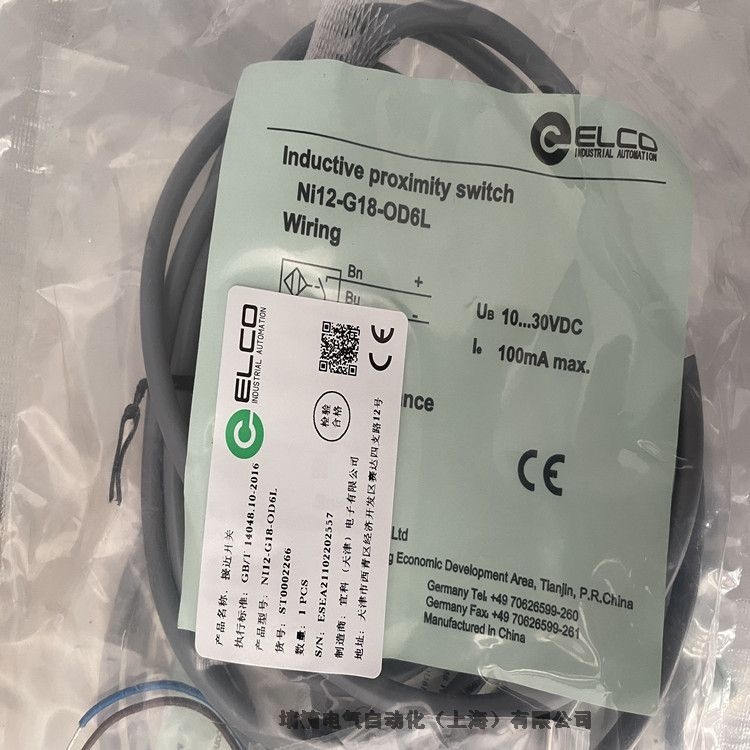 ELCO
INDUSTRIAL AUTOMATION
Inductive proximity switch
Ni12-G18-OD6L
Wiring
Bn +
Bu -
UB 10...30VDC
Ie 100mA max.
CE
Ltd
Economic Development Area, Tianjin, P.R.China
Germany Tel: +49 70626599-260
Germany Fax: +49 70626599-261
Manufactured in China
ELCO
INDUSTRIAL AUTOMATION
CE
检验
合格
产品名称: 接近开关
执行标准: GB/T 14048.10-2016
产品型号: NI12-G18-OD6L
货号: ST0002266
数量: 1 PCS
S/N: ESEA21102202557
制造商: 宜科（天津）电子有限公司
地址: 天津市西青区经济开发区赛达四支路12号
电气自动化（上海）有限公司